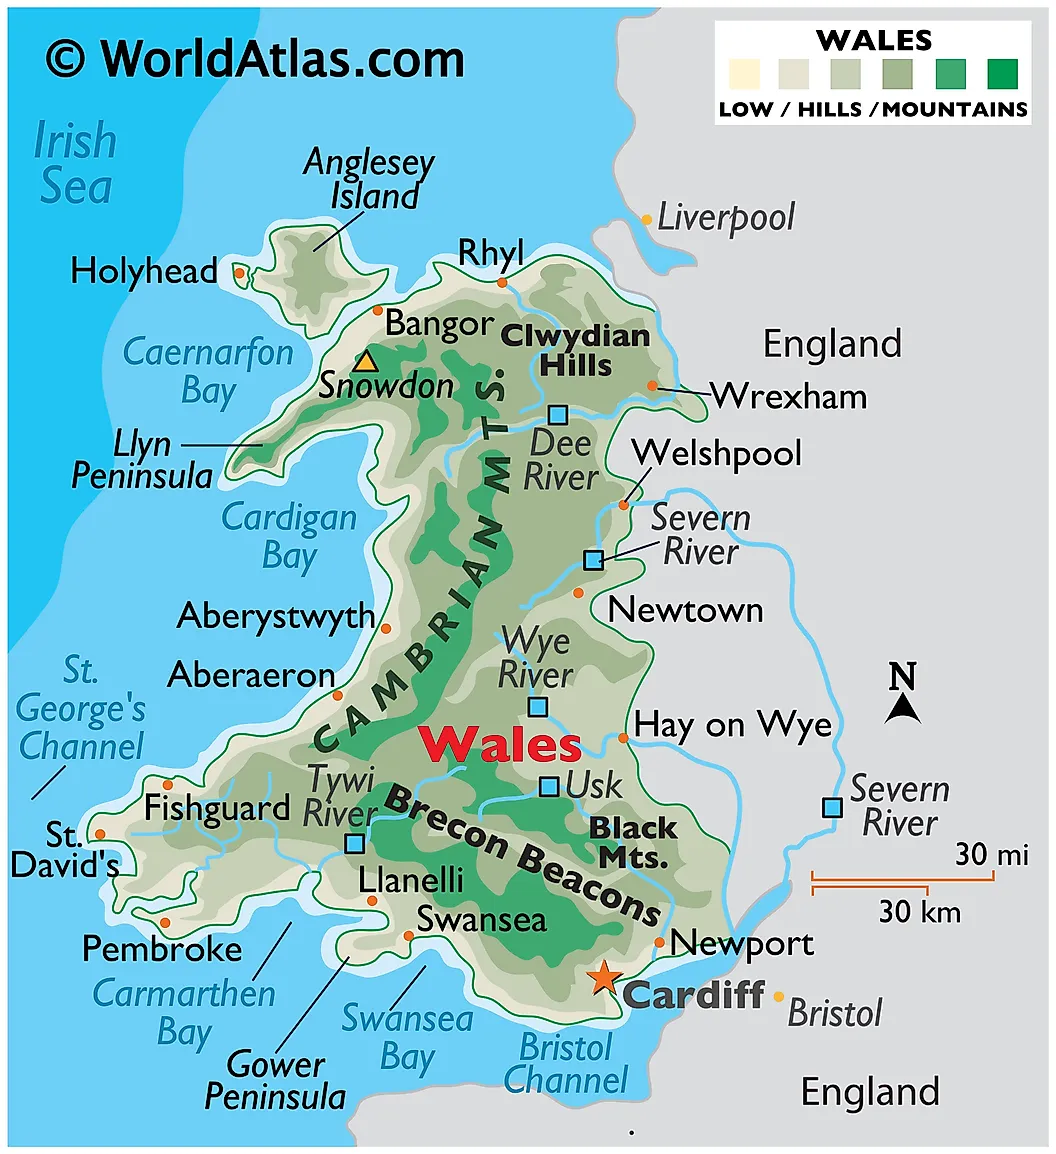 © WorldAtlas.com
WALES
LOW / HILLS / MOUNTAINS
Irish
Sea
Anglesey
Island
Liverpool
Holyhead
Rhyl
Bangor
Clwydian
Hills
England
Caernarfon
Bay
Snowdon
Wrexham
Llyn
Peninsula
Dee
River
Welshpool
Cardigan
Bay
Severn
River
CAMBRIAN MTS.
Aberystwyth
Newtown
Wye
River
St.
George's
Channel
Aberaeron
N
Hay on Wye
Wales
Tywi
River
Usk
Fishguard
Severn
River
Brecon Beacons
Black
Mts.
St.
David's
30 mi
30 km
Llanelli
Swansea
Pembroke
Newport
Carmarthen
Bay
Cardiff
Bristol
Swansea
Bay
Gower
Peninsula
Bristol
Channel
England